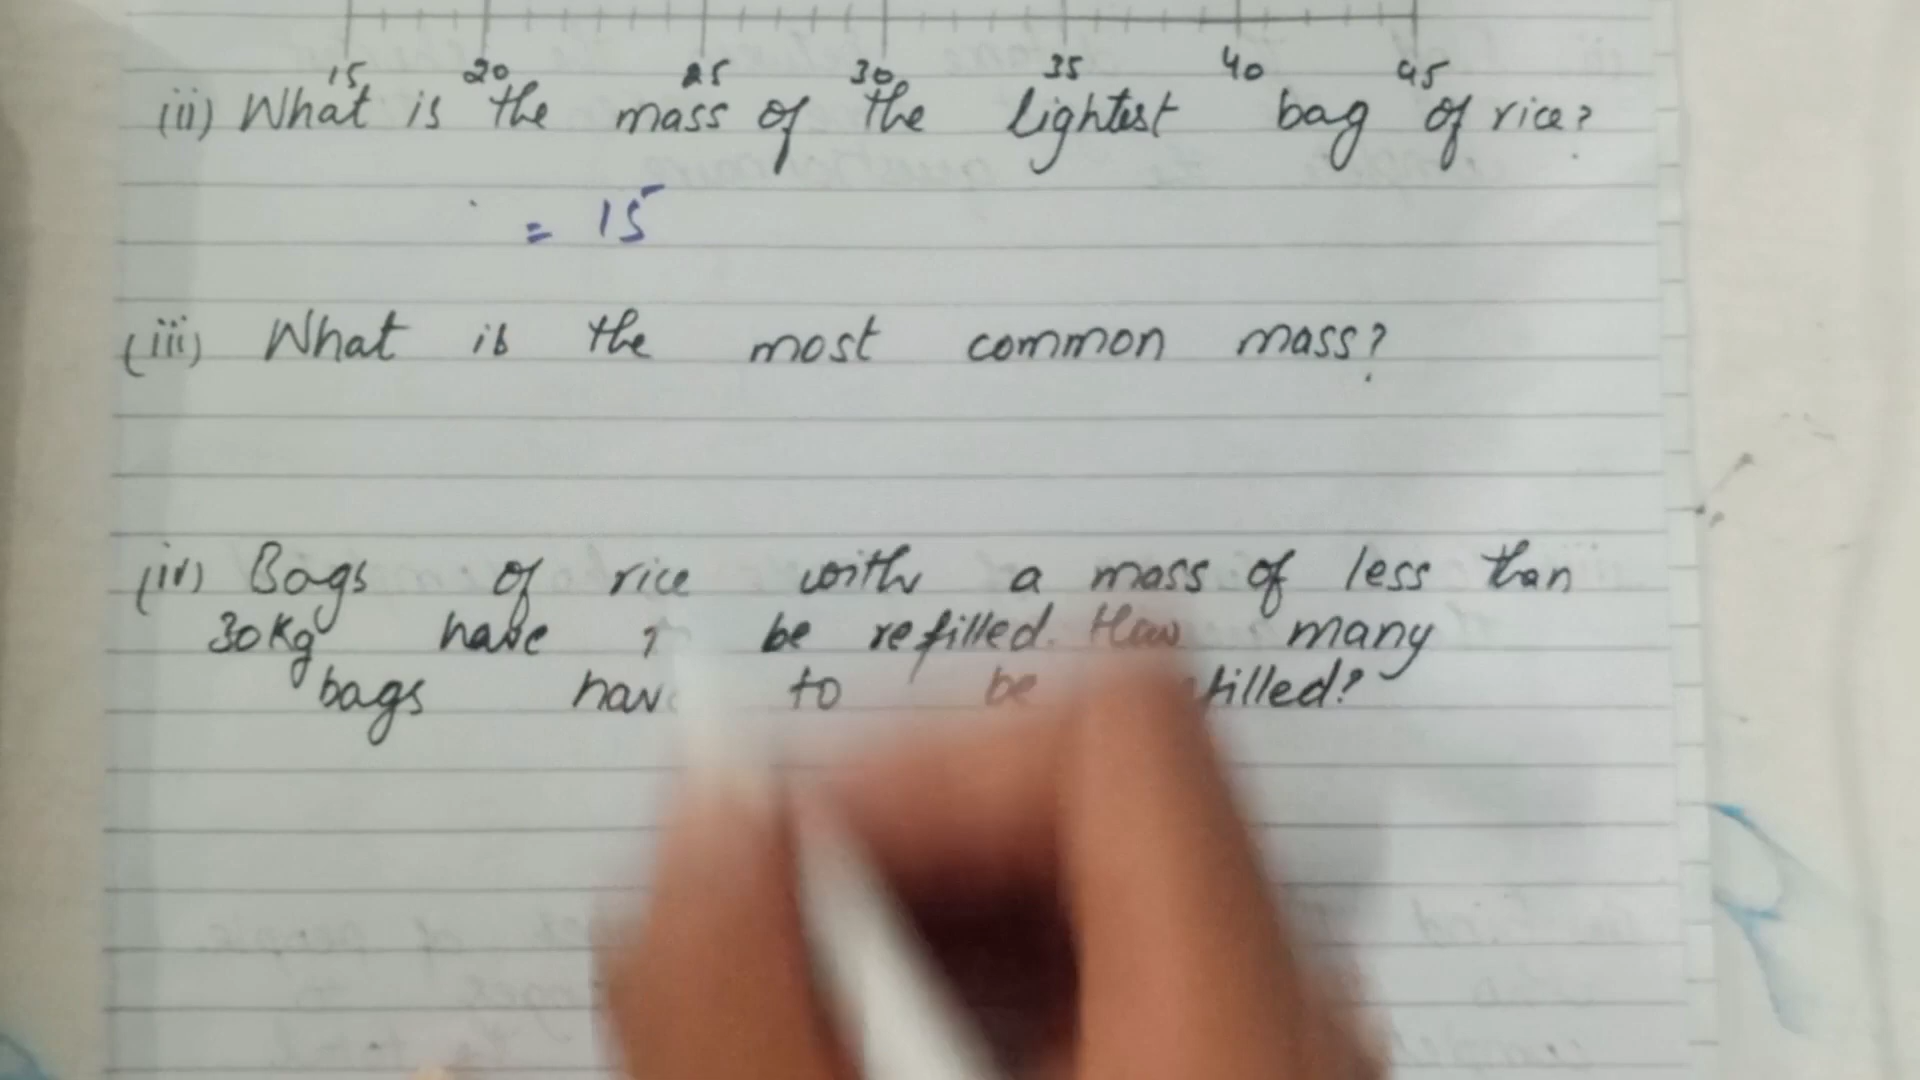 15 20 25 30 35 40 45
(ii) What is the mass of the lightest bag of rice?
= 15
(iii) What is the most common mass?
(iv) Bags of rice with a mass of less than
30Kg have be refilled. How many
bags have to be filled?